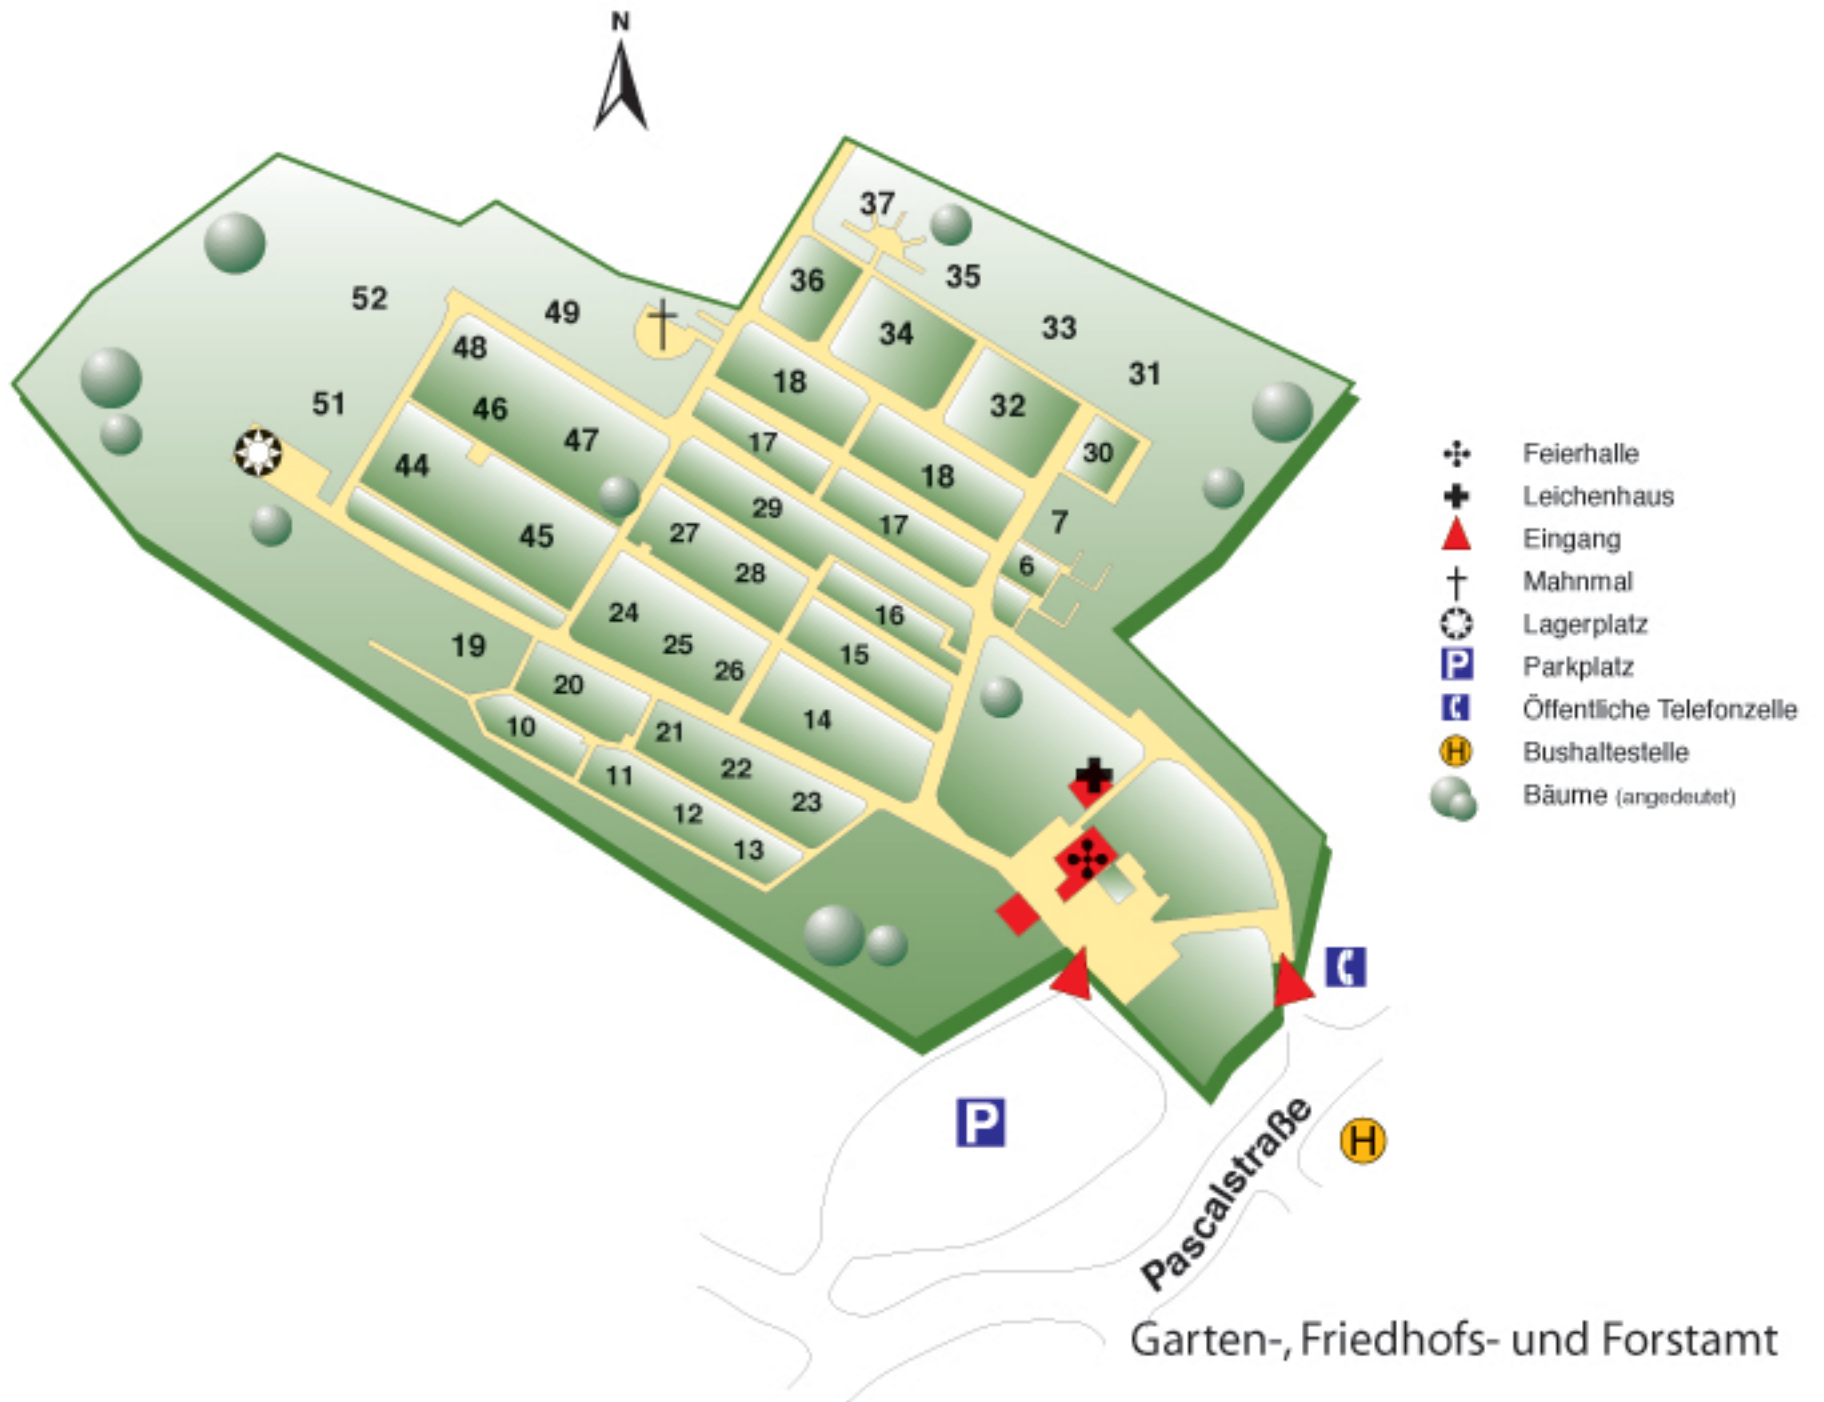 N
37
36
35
52
49
33
34
48
31
18
51
46
32
47
17
30
44
18
29
17
7
27
45
6
28
24
16
19
25
15
26
20
14
10
21
22
11
23
12
13
Feierhalle
Leichenhaus
Eingang
Mahnmal
Lagerplatz
P Parkplatz
Öffentliche Telefonzelle
H Bushaltestelle
Bäume (angedeutet)
P
H
Pascalstraße
Garten-, Friedhofs- und Forstamt